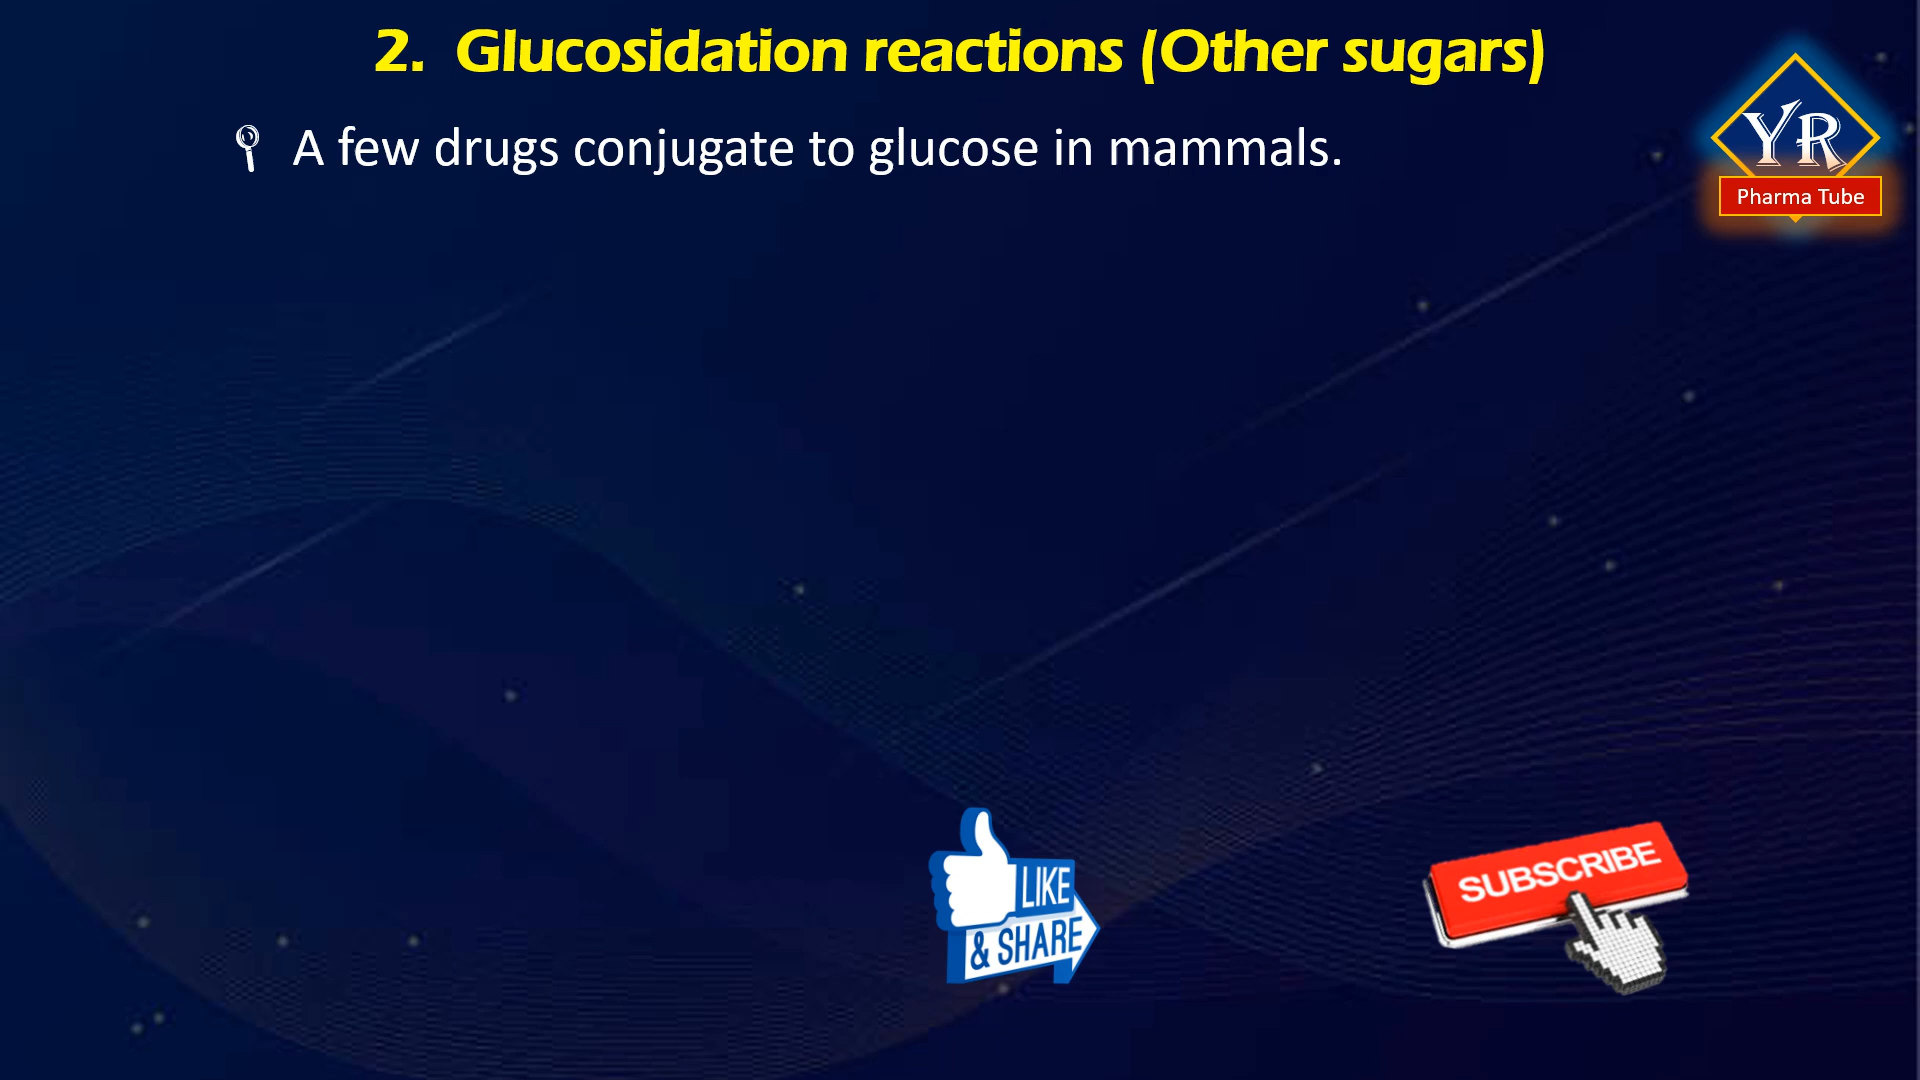 2. Glucosidation reactions (Other sugars)
A few drugs conjugate to glucose in mammals.
YR
Pharma Tube
LIKE
& SHARE
SUBSCRIBE